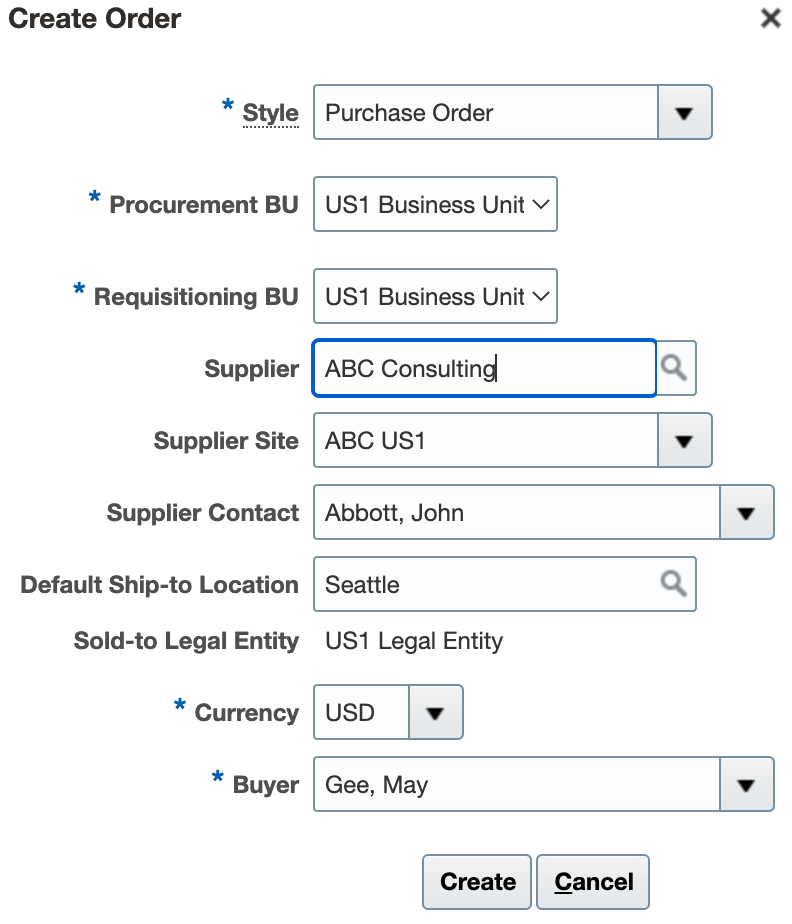 Create Order
* Style Purchase Order
* Procurement BU US1 Business Unit
* Requisitioning BU US1 Business Unit
Supplier ABC Consulting
Supplier Site ABC US1
Supplier Contact Abbott, John
Default Ship-to Location Seattle
Sold-to Legal Entity US1 Legal Entity
* Currency USD
* Buyer Gee, May
Create Cancel